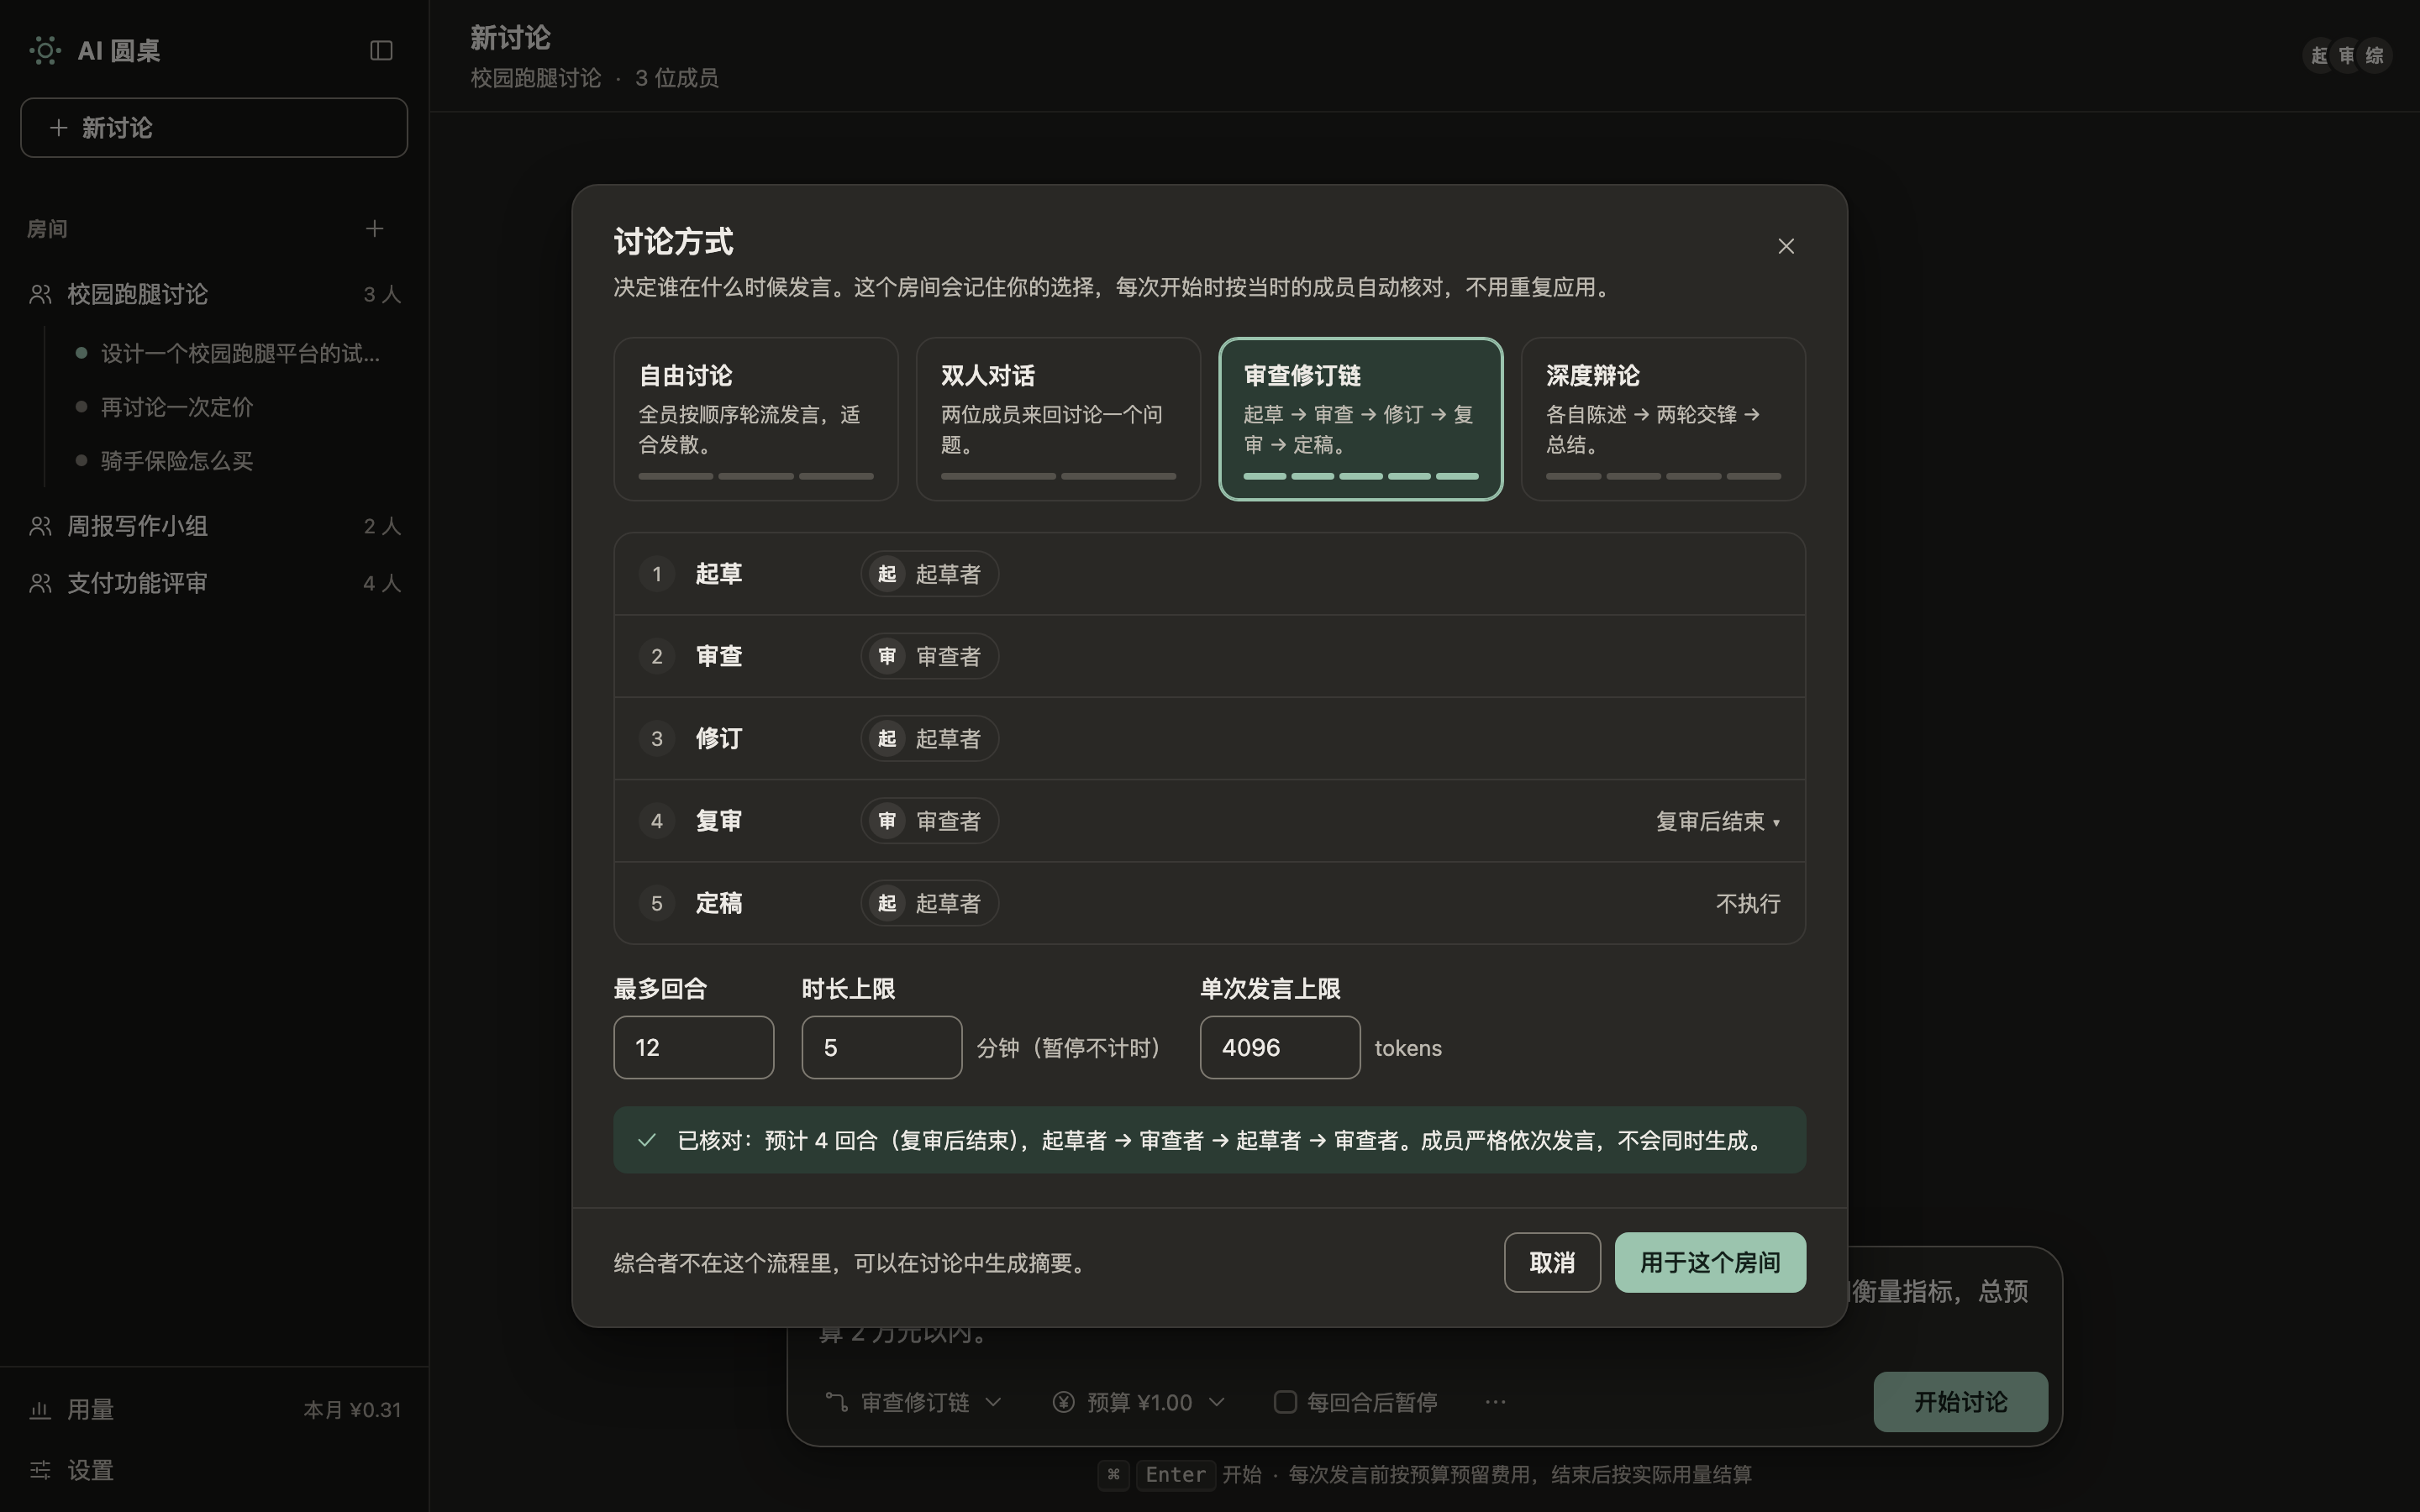 AI 圆桌
新讨论
房间
校园跑腿讨论 3 人
设计一个校园跑腿平台的试...
再讨论一次定价
骑手保险怎么买
周报写作小组 2 人
支付功能评审 4 人
用量 本月 ¥0.31
设置
新讨论
校园跑腿讨论 · 3 位成员
起 审 综
讨论方式
决定谁在什么时候发言。这个房间会记住你的选择，每次开始时按当时的成员自动核对，不用重复应用。
自由讨论
全员按顺序轮流发言，适
合发散。
双人对话
两位成员来回讨论一个问
题。
审查修订链
起草 → 审查 → 修订 → 复
审 → 定稿。
深度辩论
各自陈述 → 两轮交锋 →
总结。
1 起草 起 起草者
2 审查 审 审查者
3 修订 起 起草者
4 复审 审 审查者 复审后结束 ▾
5 定稿 起 起草者 不执行
最多回合 时长上限 单次发言上限
12 5 分钟（暂停不计时） 4096 tokens
已核对：预计 4 回合（复审后结束），起草者 → 审查者 → 起草者 → 审查者。成员严格依次发言，不会同时生成。
综合者不在这个流程里，可以在讨论中生成摘要。 取消 用于这个房间
衡量指标，总预
算 2 万元以内。
审查修订链 预算 ¥1.00 每回合后暂停 ··· 开始讨论
⌘ Enter 开始 · 每次发言前按预算预留费用，结束后按实际用量结算